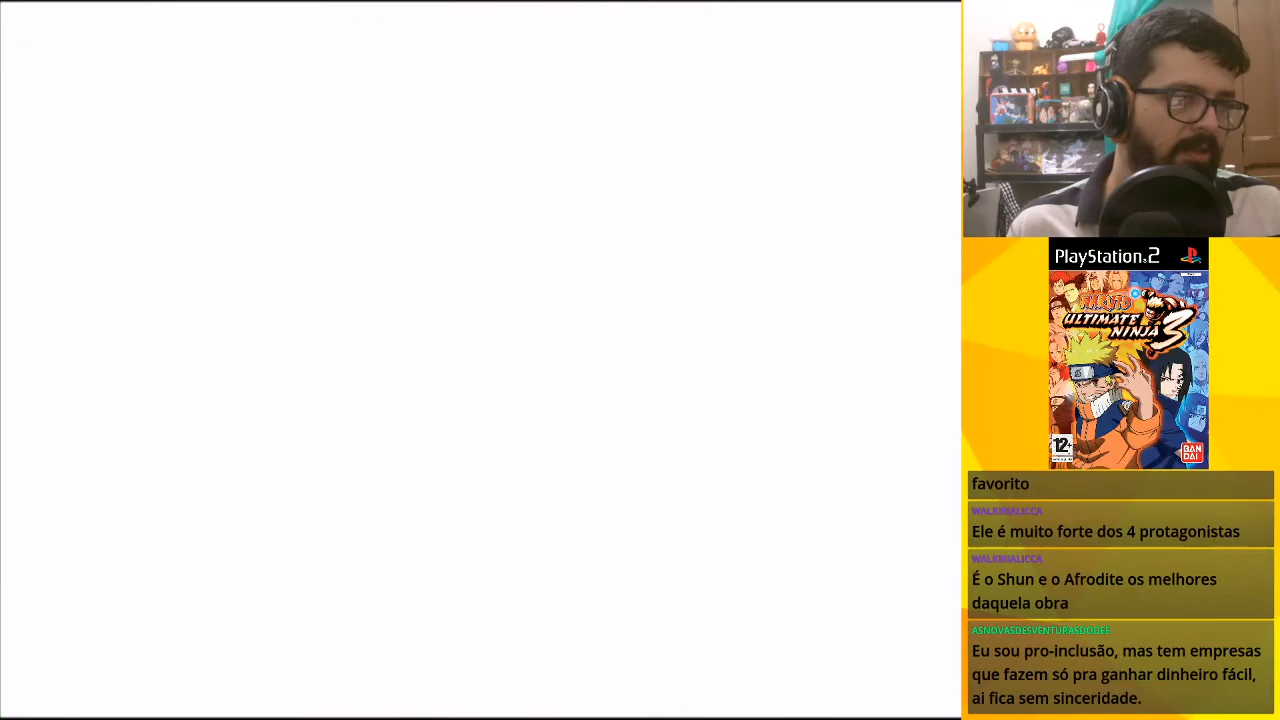 PlayStation.2
NARUTO
ULTIMATE
NINJA 3
12+
BAN
DAI
favorito
WALKIRIALICCA
Ele é muito forte dos 4 protagonistas
WALKIRIALICCA
É o Shun e o Afrodite os melhores
daquela obra
ASNOVASDESVENTURASDODEE
Eu sou pro-inclusão, mas tem empresas
que fazem só pra ganhar dinheiro fácil,
ai fica sem sinceridade.